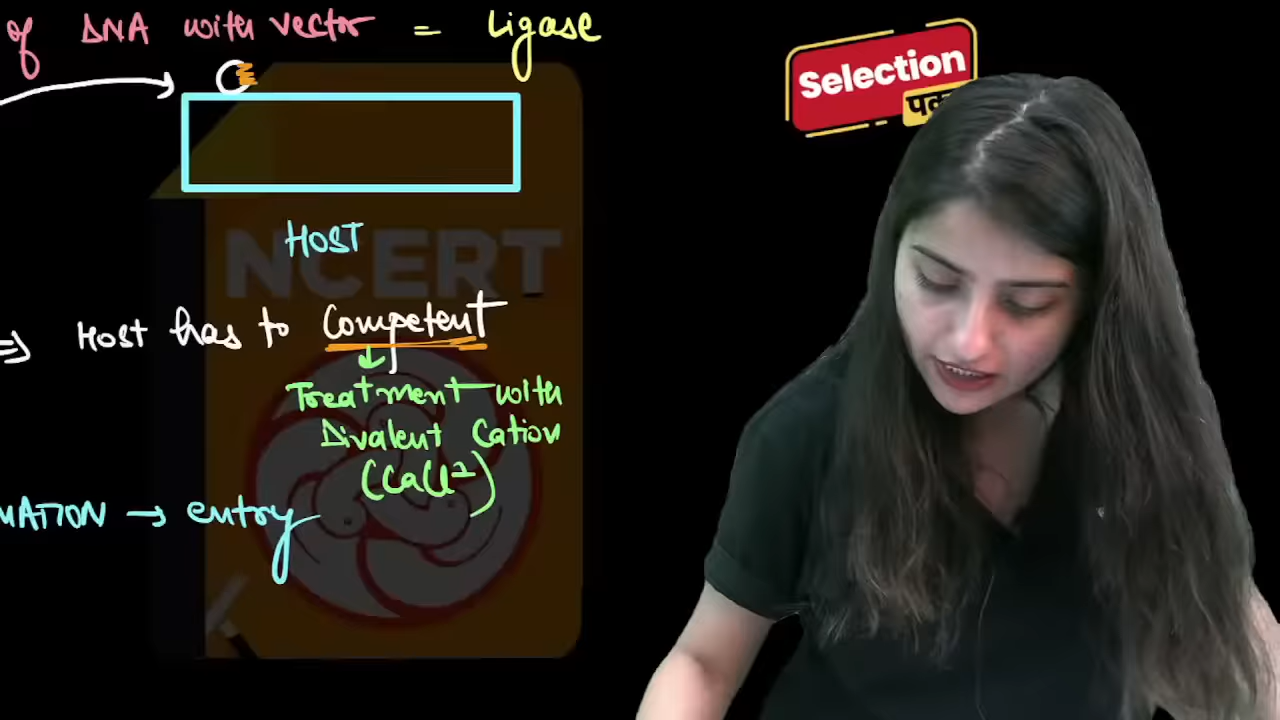 of DNA with vector = Ligase
Selection
HOST
NCERT
=> Host has to Competent
Treatment with
Divalent Cation
(CaCl²)
MATION → entry